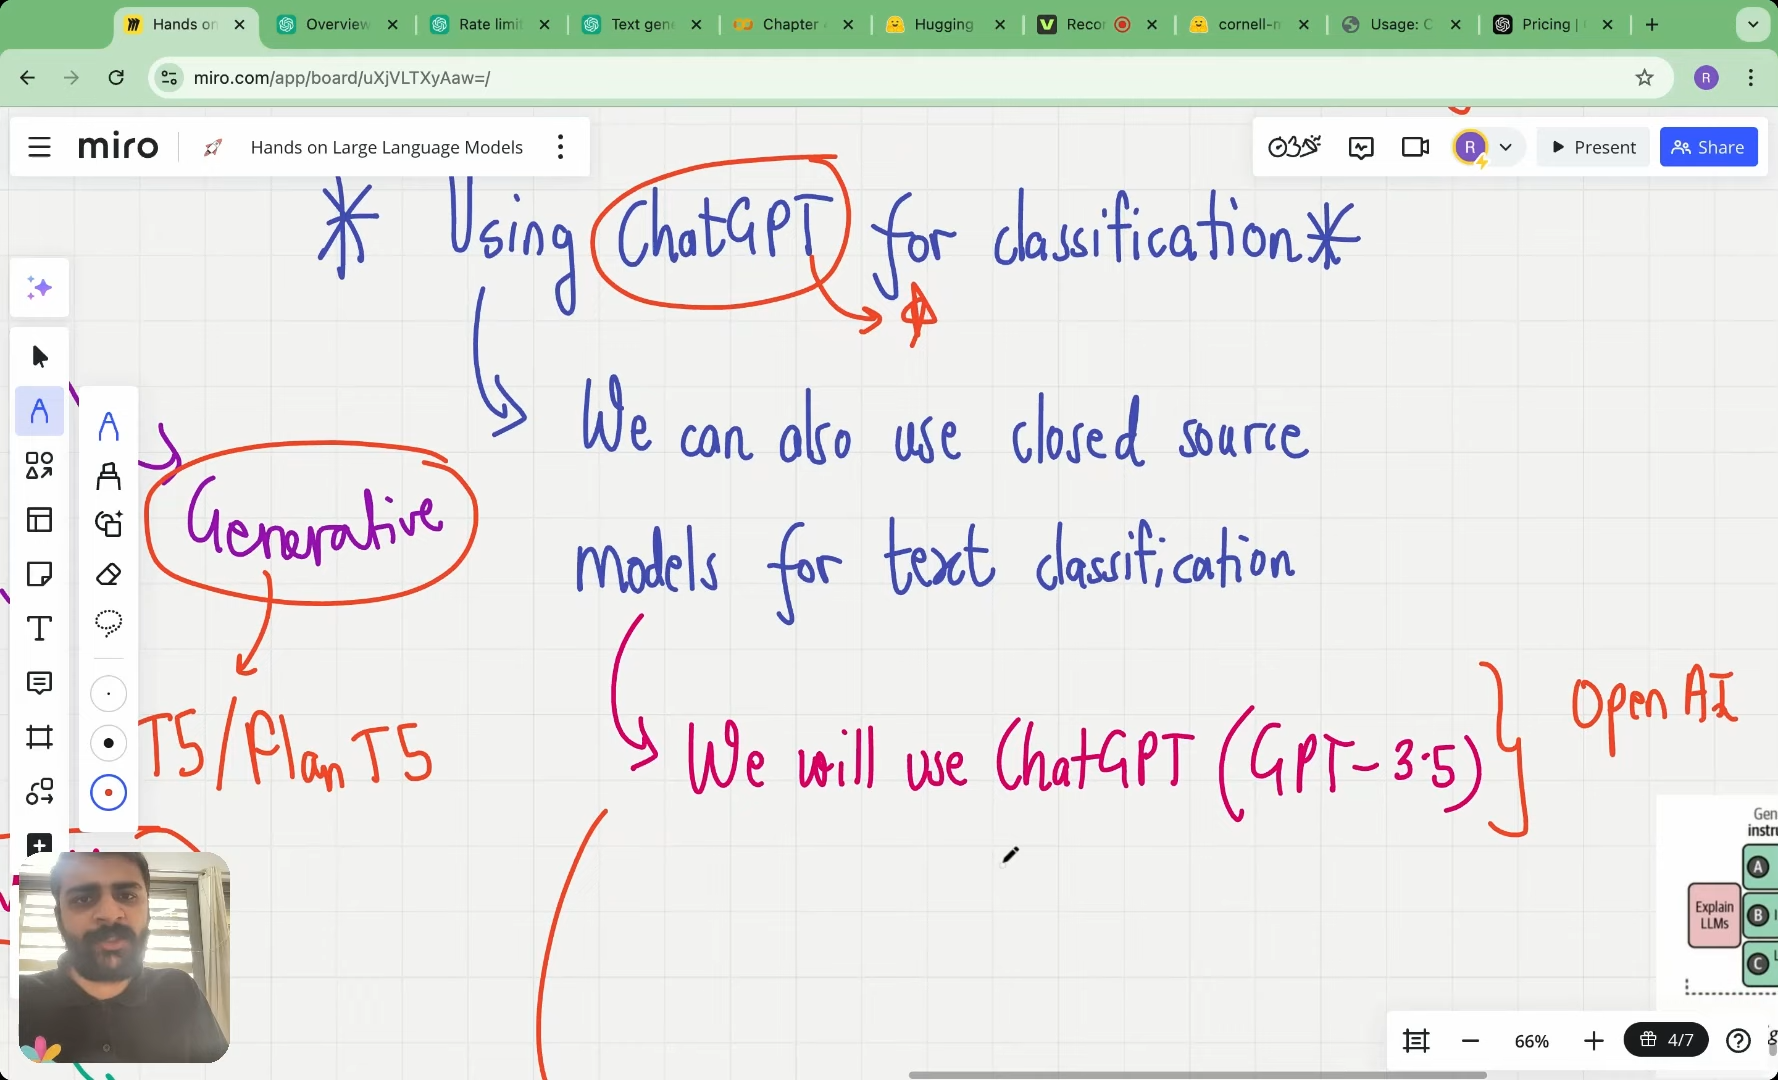 Hands on
Overview
Rate limit
Text gen
Chapter
Hugging
Recor
cornell-m
Usage: C
Pricing |
miro.com/app/board/uXjVLTXyAaw=/
R
miro
Hands on Large Language Models
R
Present
Share
* Using ChatGPT for classification *
We can also use closed source
models for text classification
Generative
T5/Flan T5
We will use ChatGPT (GPT-3.5)
Open AI
Gen
instru
Explain
LLMs
A
B
C
66%
4/7